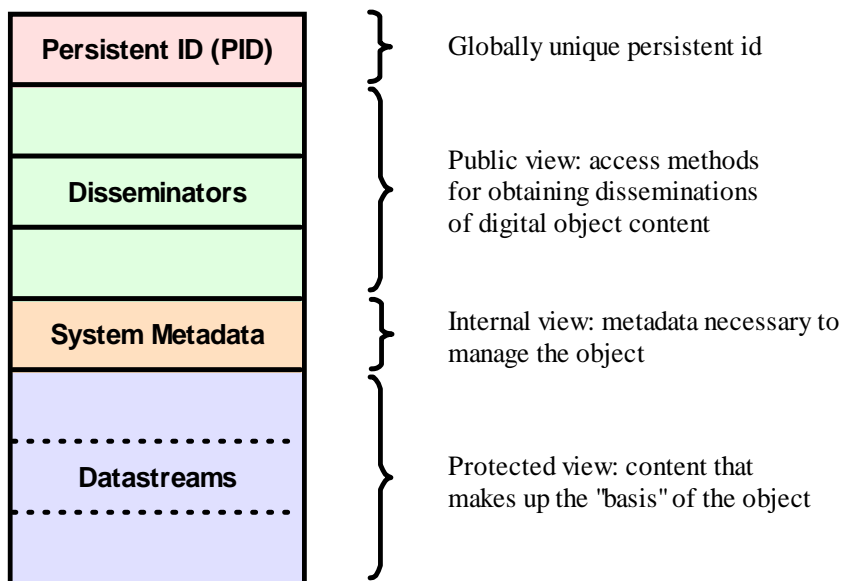 Persistent ID (PID)
Globally unique persistent id
Disseminators
Public view: access methods
for obtaining disseminations
of digital object content
System Metadata
Internal view: metadata necessary to
manage the object
Datastreams
Protected view: content that
makes up the "basis" of the object